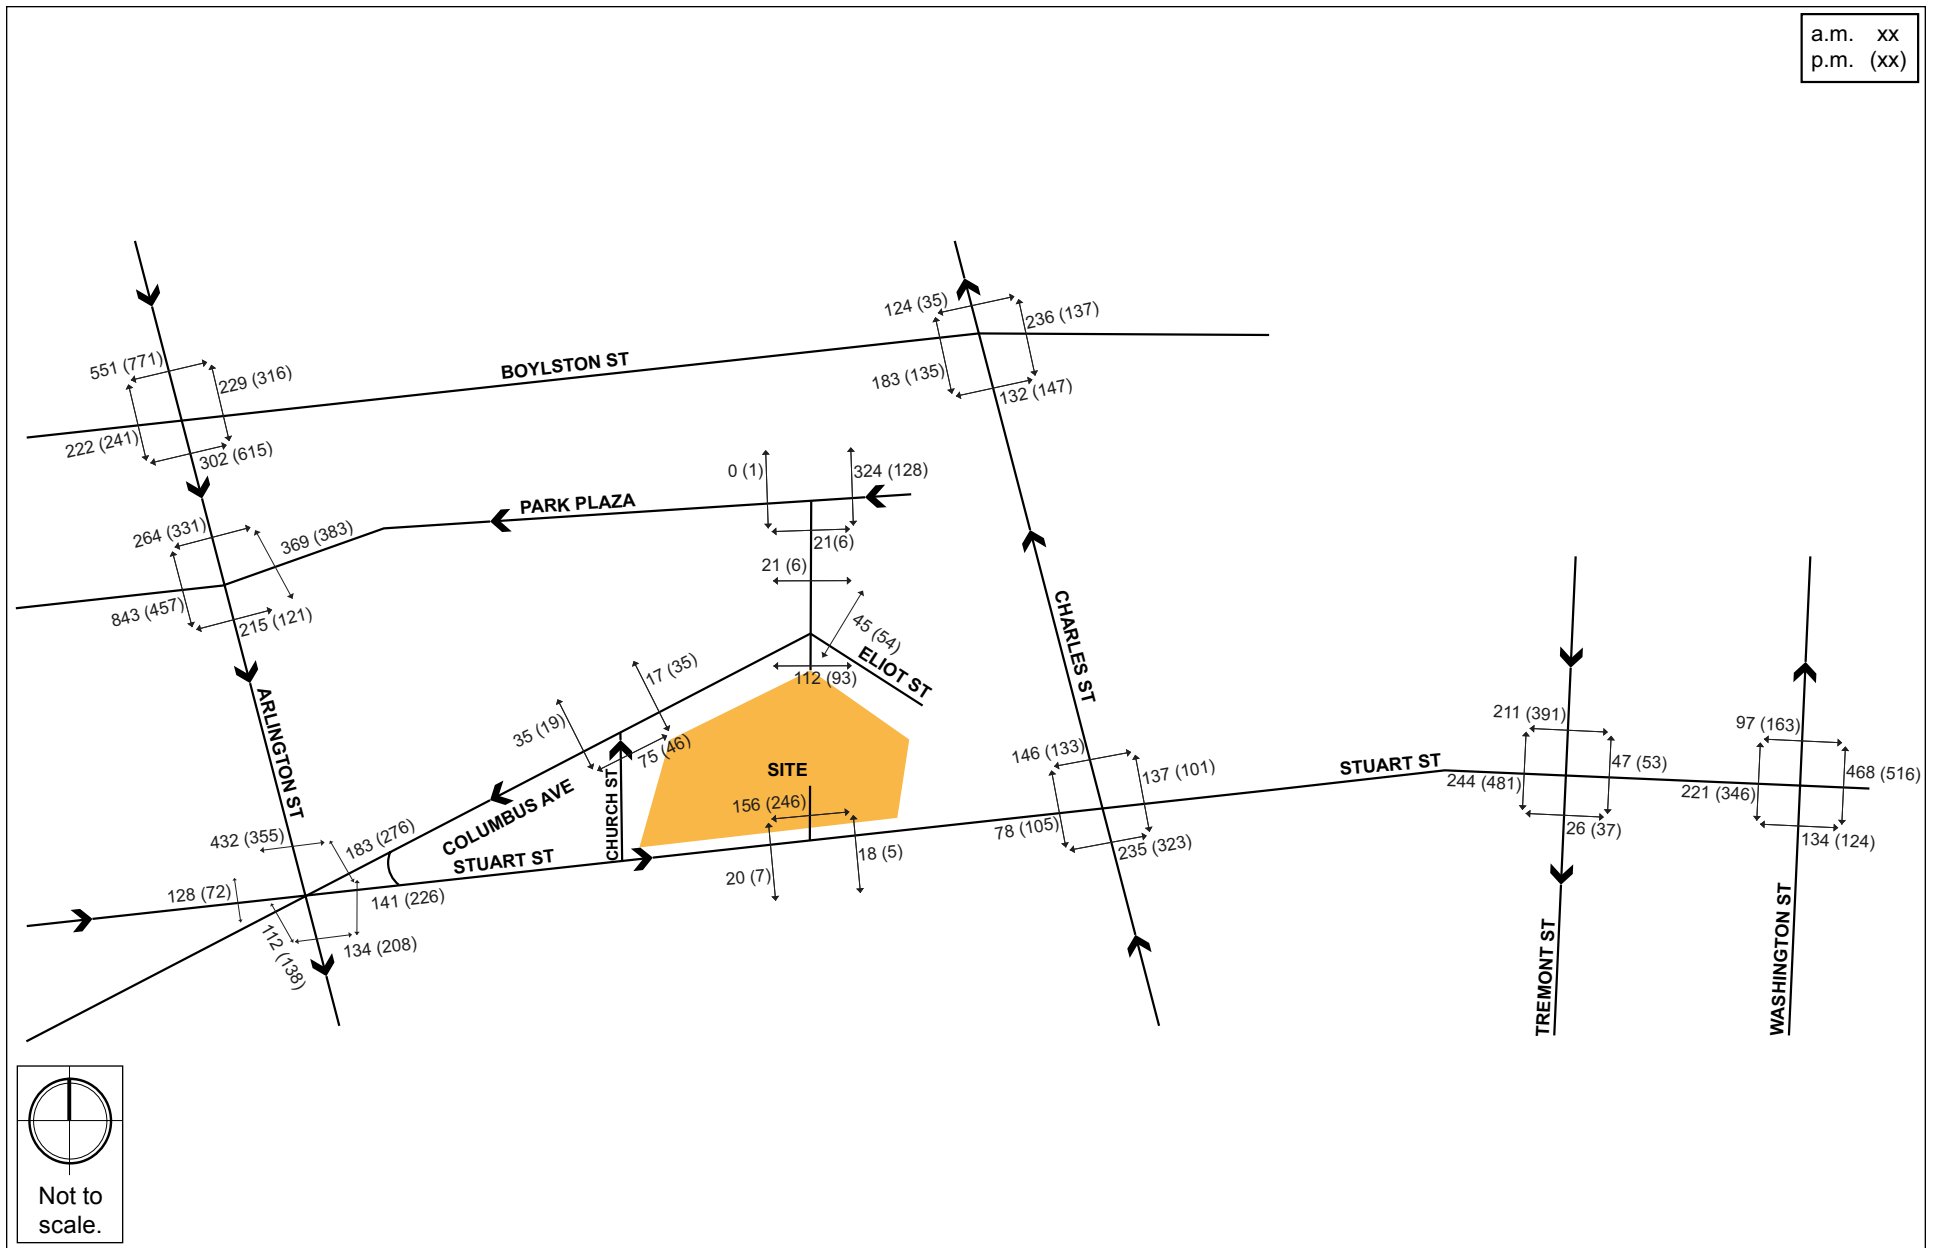 a.m. xx
p.m. (xx)
124 (35)
236 (137)
551 (771)
229 (316)
BOYLSTON ST
183 (135)
132 (147)
222 (241)
302 (615)
0 (1)
324 (128)
PARK PLAZA
264 (331)
369 (383)
21(6)
21 (6)
843 (457)
215 (121)
45 (54)
ELIOT ST
CHARLES ST
17 (35)
112 (93)
35 (19)
75 (46)
ARLINGTON ST
211 (391)
97 (163)
146 (133)
137 (101)
STUART ST
47 (53)
468 (516)
SITE
244 (481)
221 (346)
156 (246)
COLUMBUS AVE
CHURCH ST
78 (105)
26 (37)
134 (124)
432 (355)
183 (276)
STUART ST
235 (323)
18 (5)
20 (7)
128 (72)
141 (226)
112 (138)
134 (208)
TREMONT ST
WASHINGTON ST
Not to
scale.